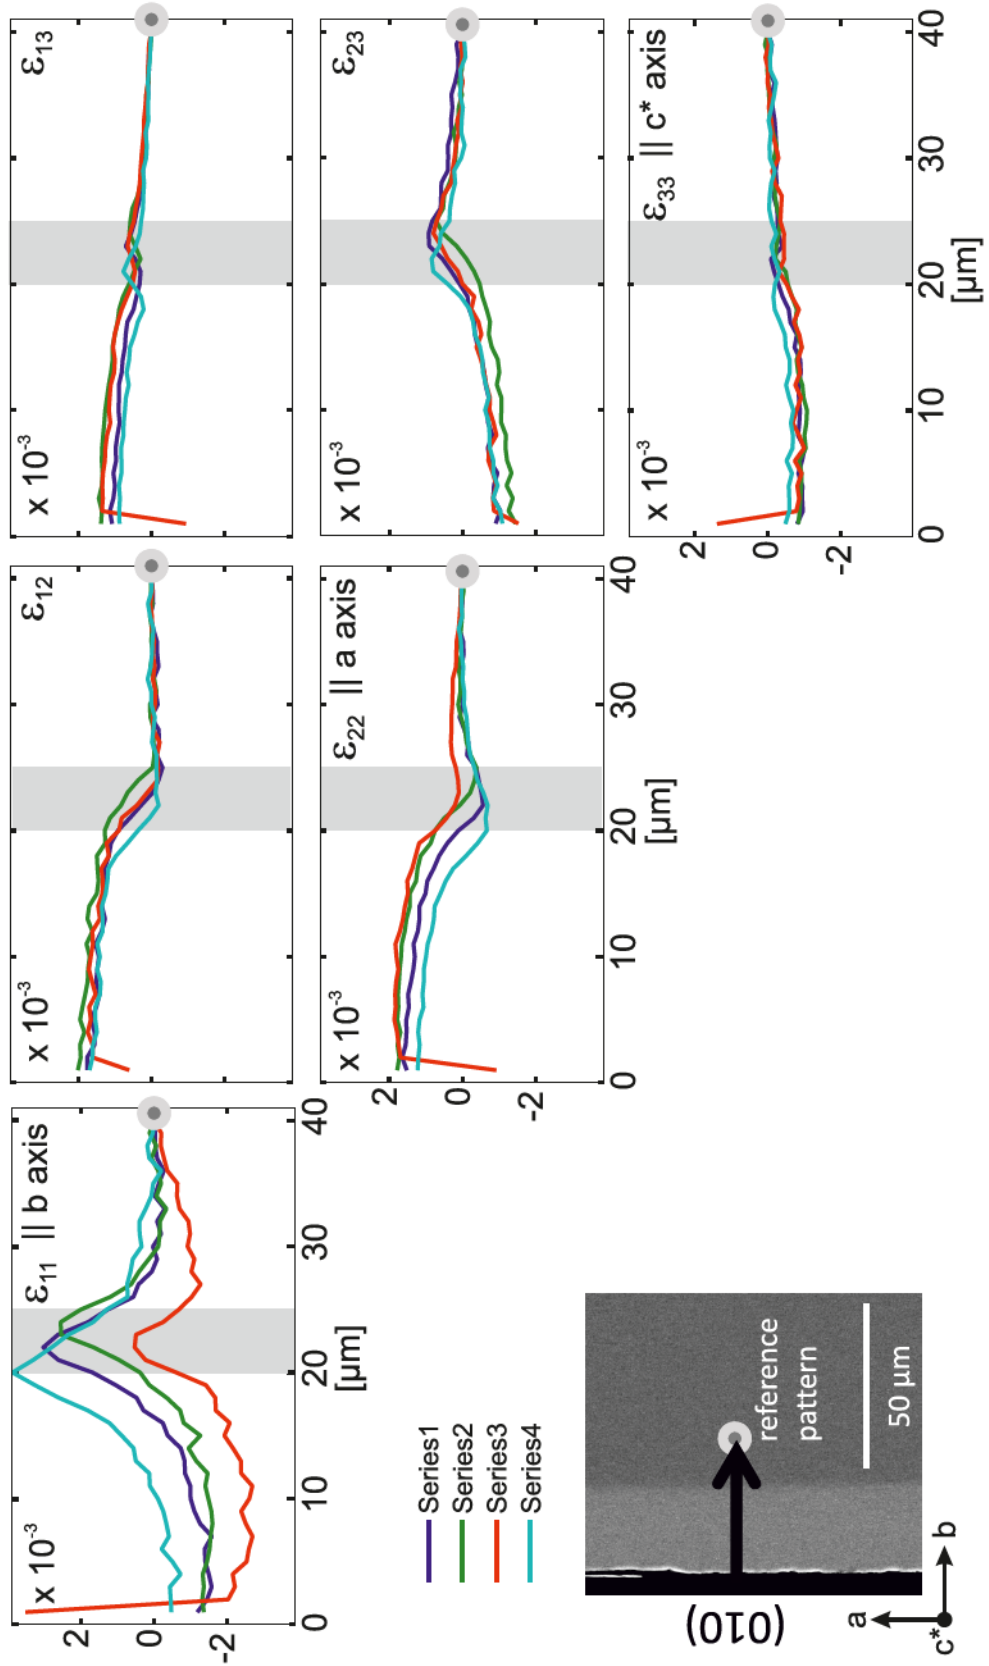 x 10-3
ε11 || b axis
2
0
-2
0
10
20
30
40
[µm]
x 10-3
ε12
x 10-3
ε13
x 10-3
ε22 || a axis
2
0
-2
0
10
20
30
40
[µm]
x 10-3
ε23
x 10-3
ε33 || c* axis
2
0
-2
0
10
20
30
40
[µm]
Series1
Series2
Series3
Series4
(010)
reference
pattern
50 µm
a
b
c*